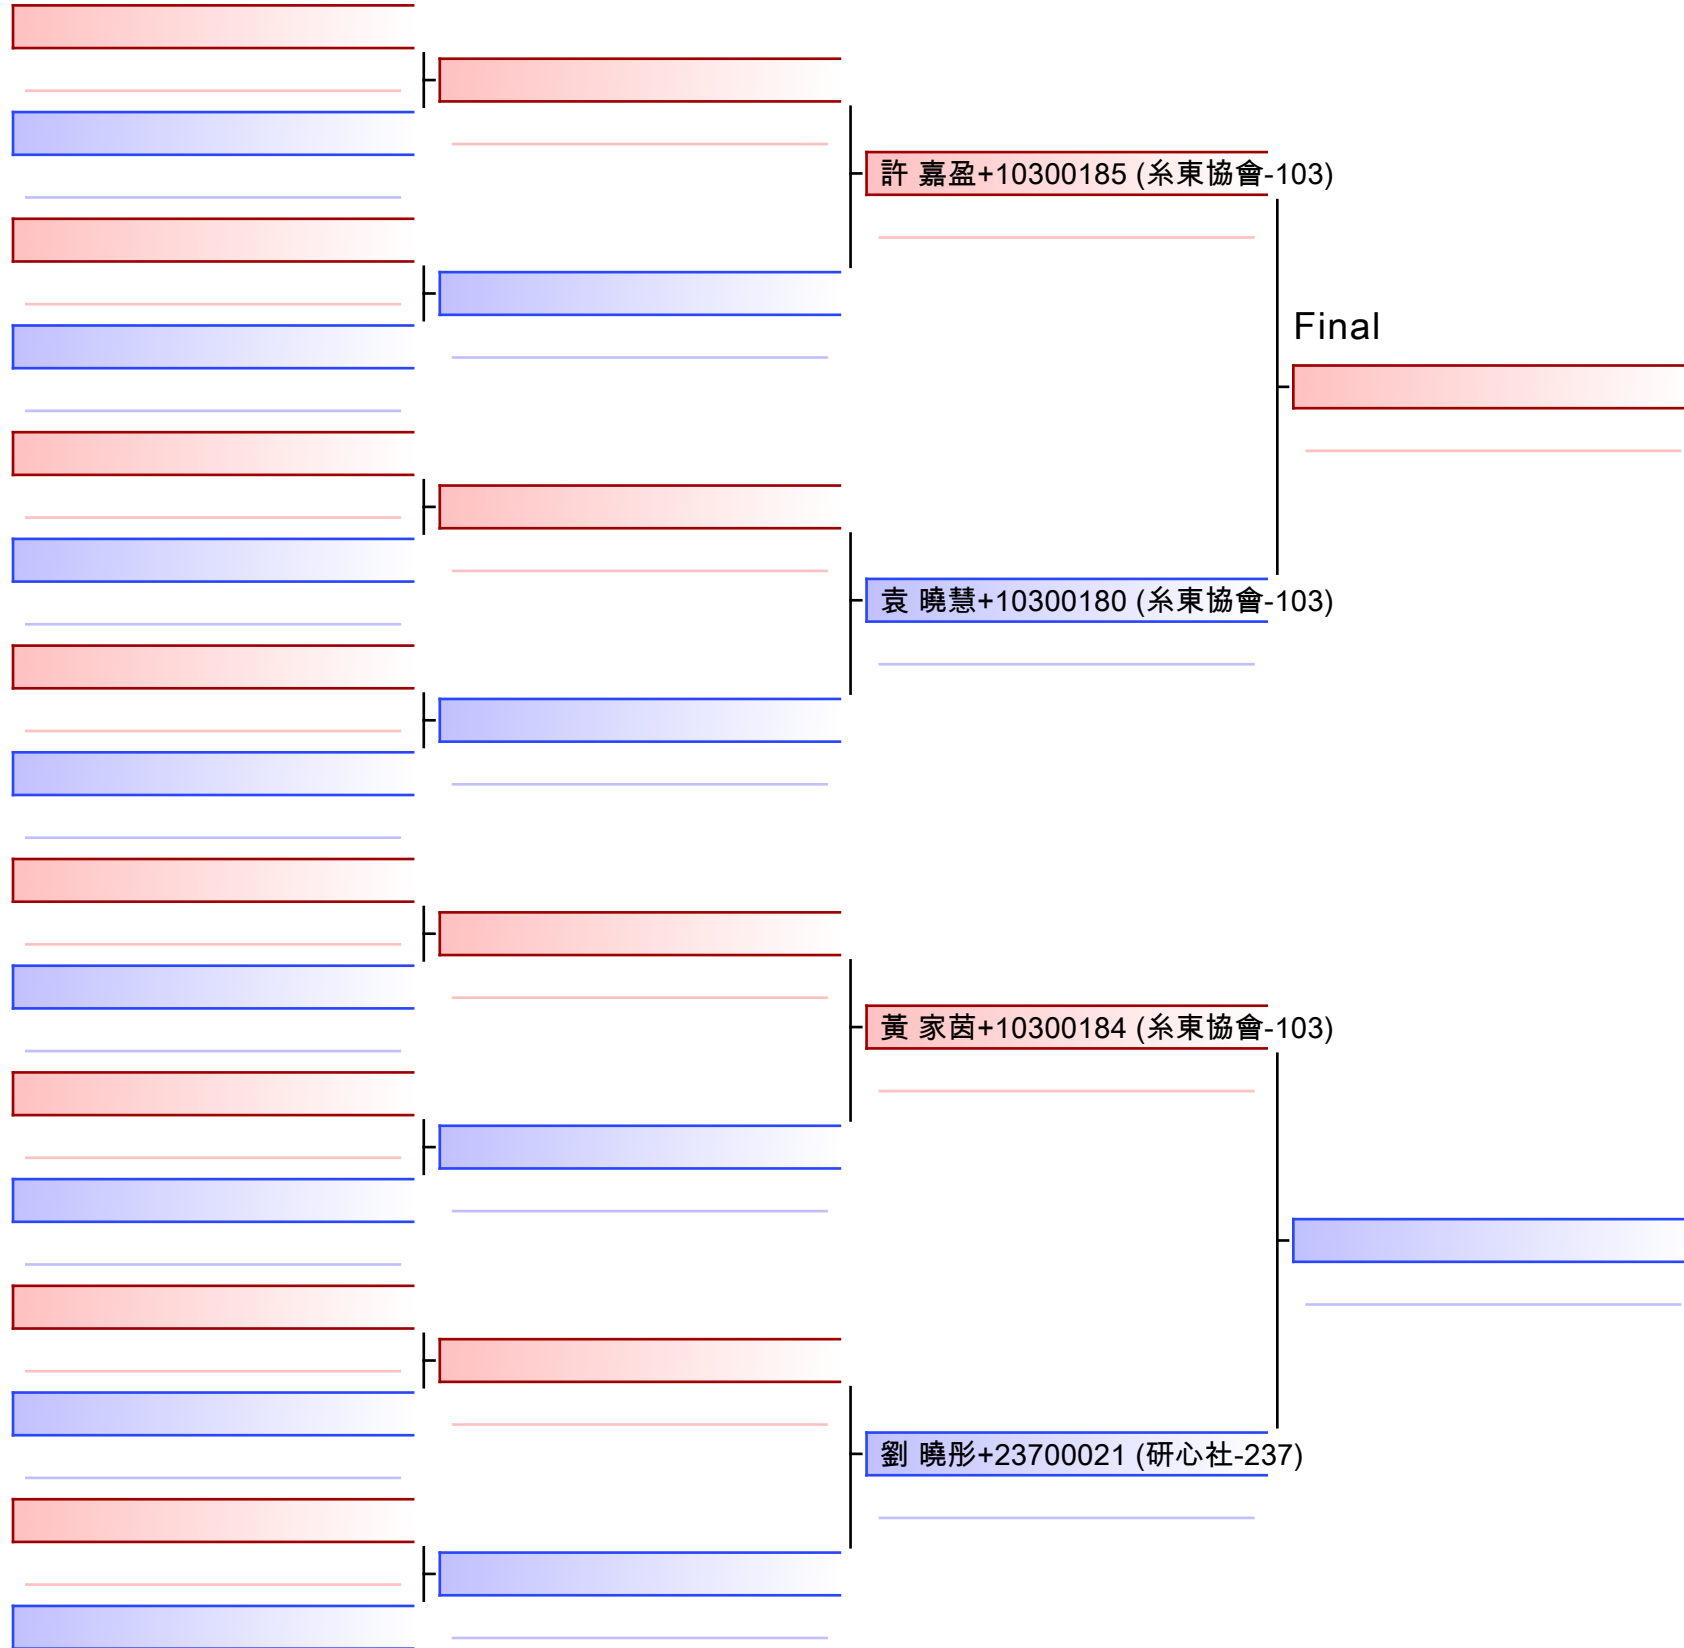 許 嘉盈+10300185 (糸東協會-103)
Final
袁 曉慧+10300180 (糸東協會-103)
黃 家茵+10300184 (糸東協會-103)
劉 曉彤+23700021 (研心社-237)